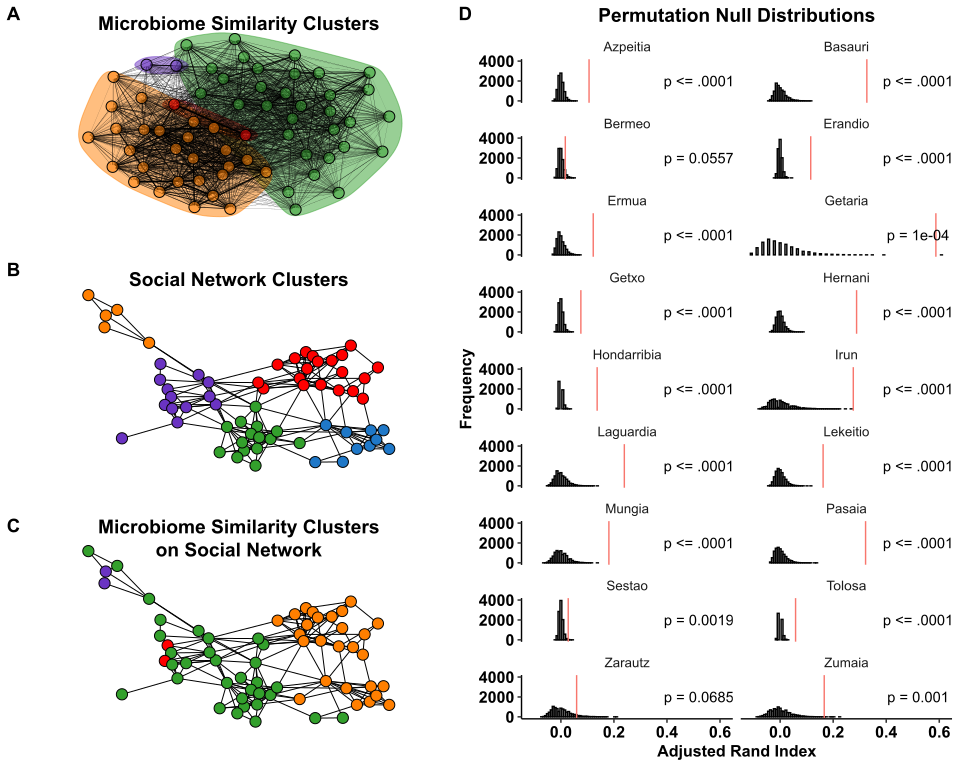 A
Microbiome Similarity Clusters
B
Social Network Clusters
C
Microbiome Similarity Clusters
on Social Network
D
Permutation Null Distributions
Frequency
Azpeitia
4000
2000
0
p <= .0001
Basauri
p <= .0001
Bermeo
4000
2000
0
p = 0.0557
Erandio
p <= .0001
Ermua
4000
2000
0
p <= .0001
Getaria
p = 1e-04
Getxo
4000
2000
0
p <= .0001
Hernani
p <= .0001
Hondarribia
4000
2000
0
p <= .0001
Irun
p <= .0001
Laguardia
4000
2000
0
p <= .0001
Lekeitio
p <= .0001
Mungia
4000
2000
0
p <= .0001
Pasaia
p <= .0001
Sestao
4000
2000
0
p = 0.0019
Tolosa
p <= .0001
Zarautz
4000
2000
0
p = 0.0685
Zumaia
p = 0.001
0.0 0.2 0.4 0.6 0.0 0.2 0.4 0.6
Adjusted Rand Index